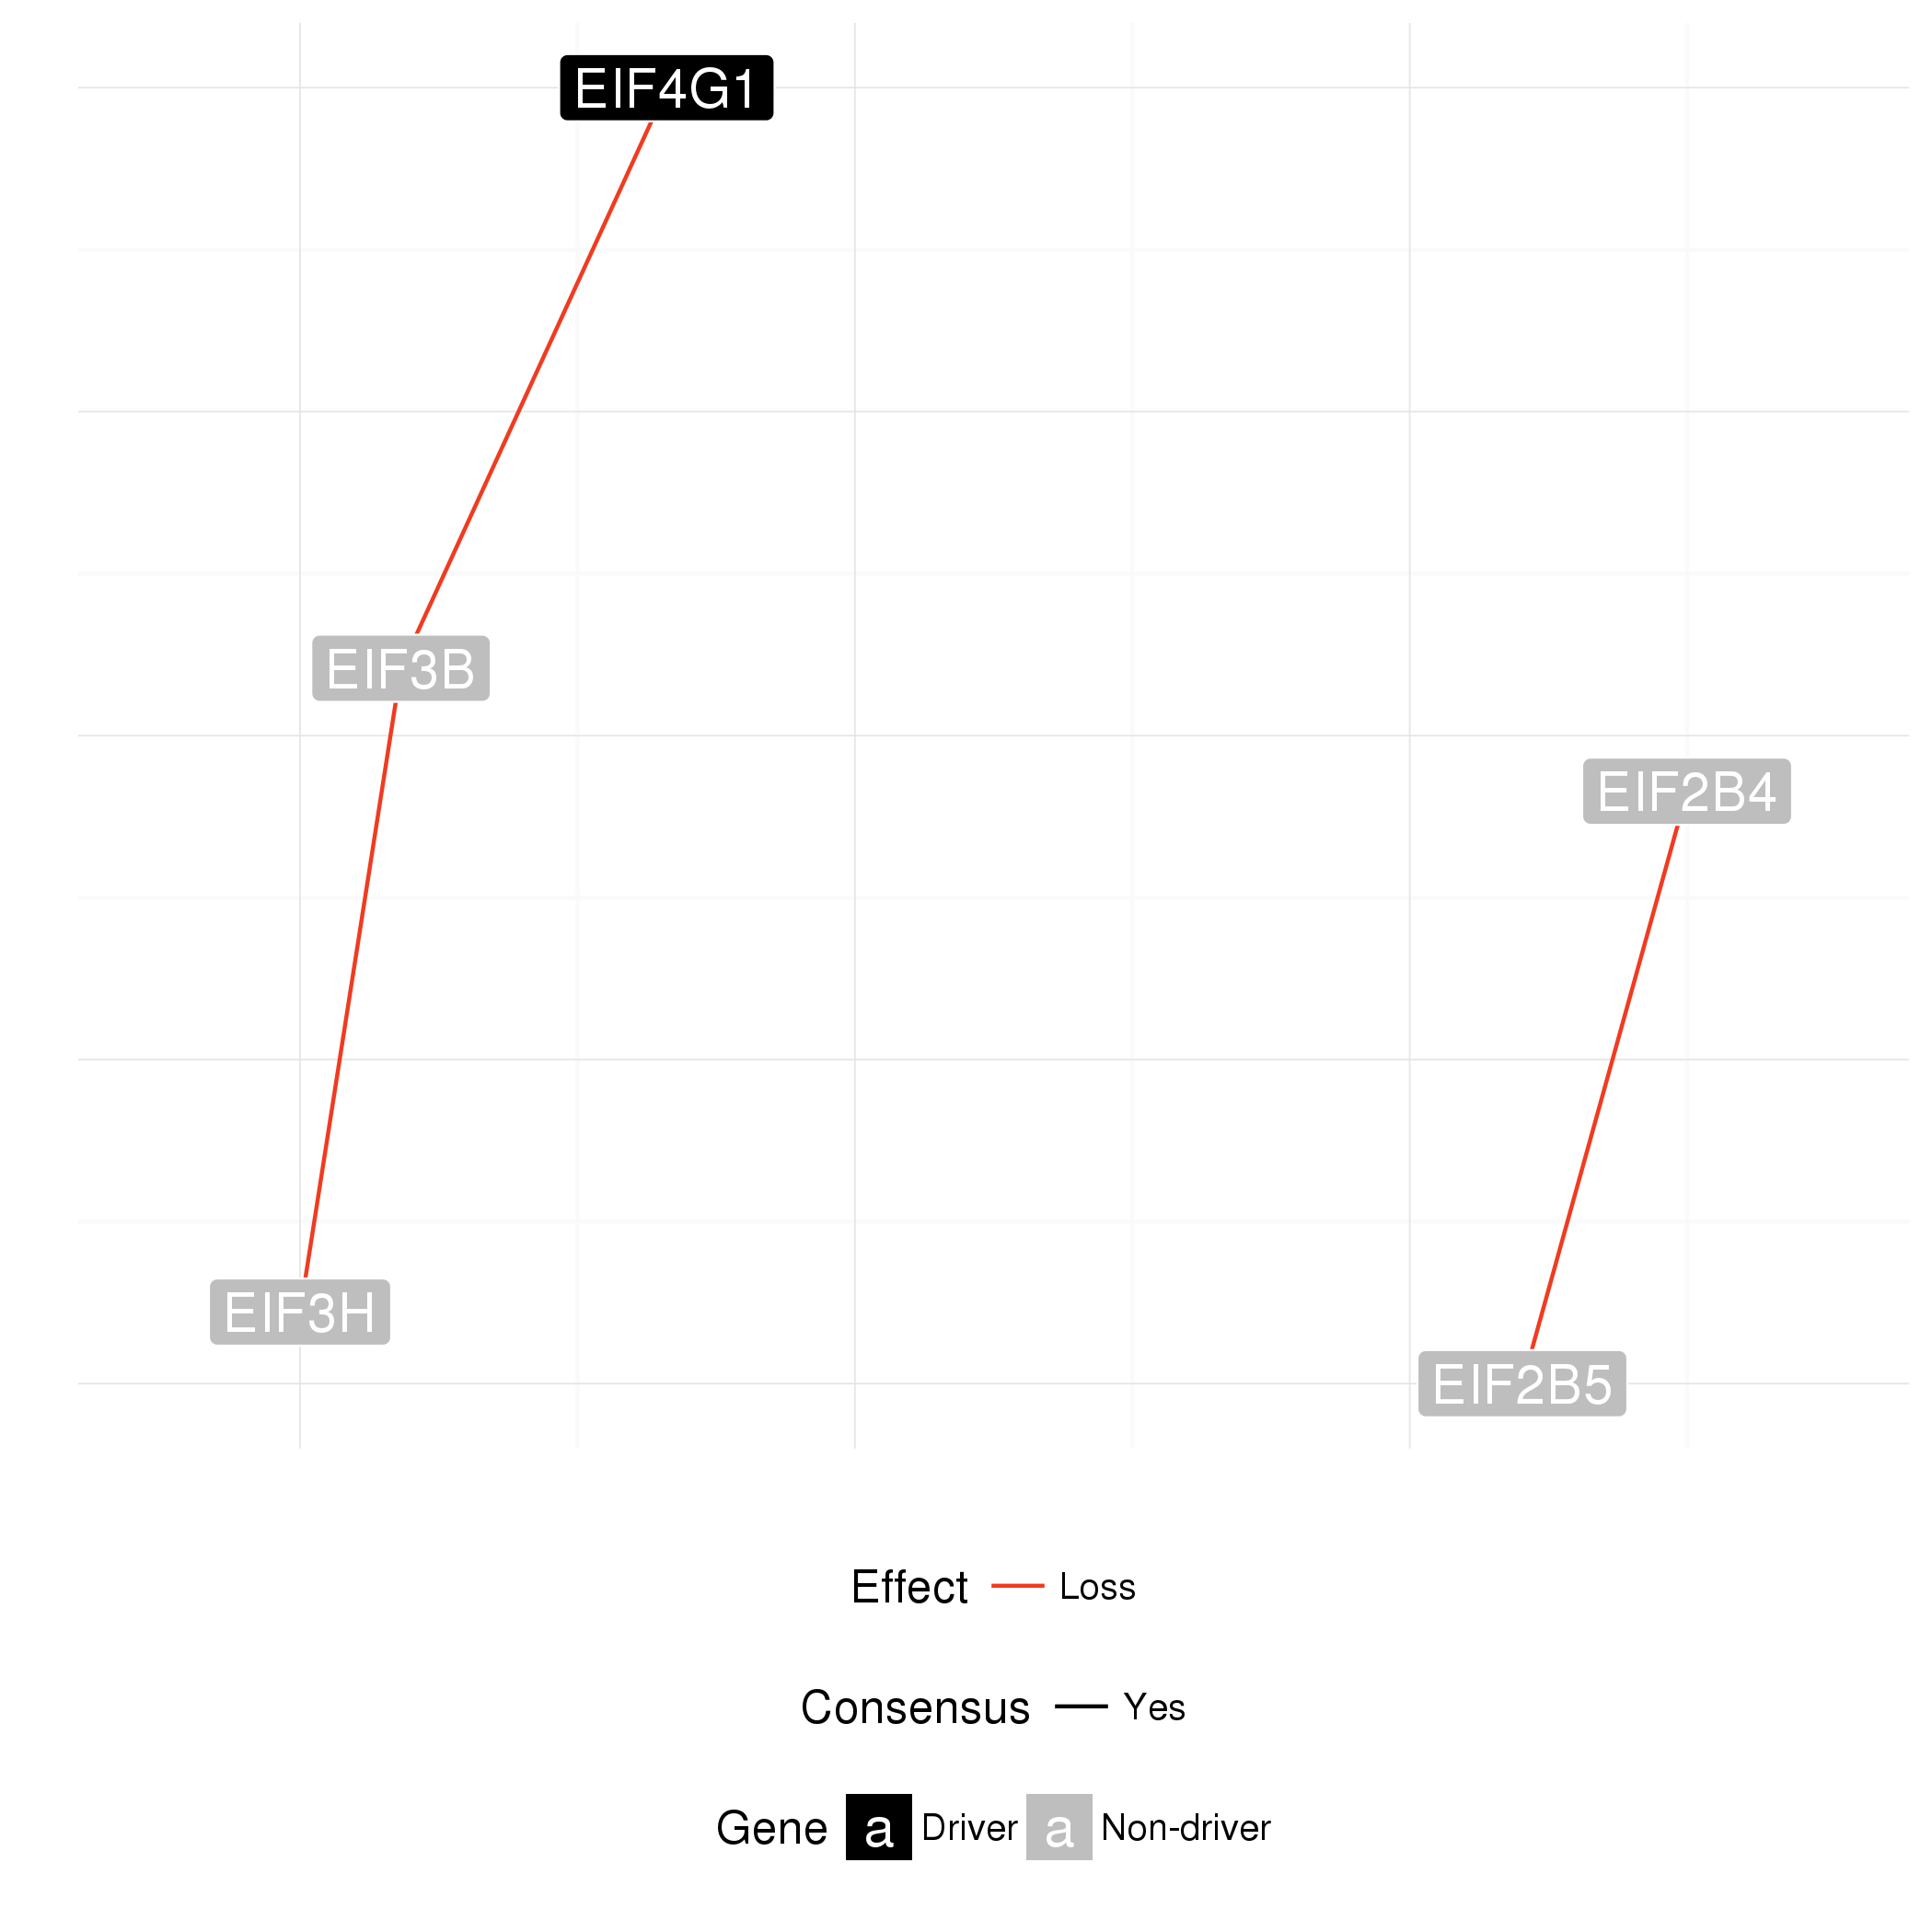 EIF4G1
EIF3B
EIF2B4
EIF3H
EIF2B5
Effect Loss
Consensus Yes
Gene a Driver a Non-driver